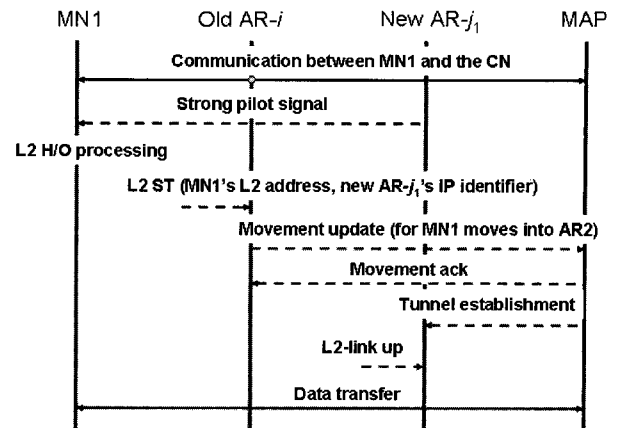 MN1 Old AR-i New AR-j1 MAP
Communication between MN1 and the CN
Strong pilot signal
L2 H/O processing
L2 ST (MN1's L2 address, new AR-j1's IP identifier)
Movement update (for MN1 moves into AR2)
Movement ack
Tunnel establishment
L2-link up
Data transfer